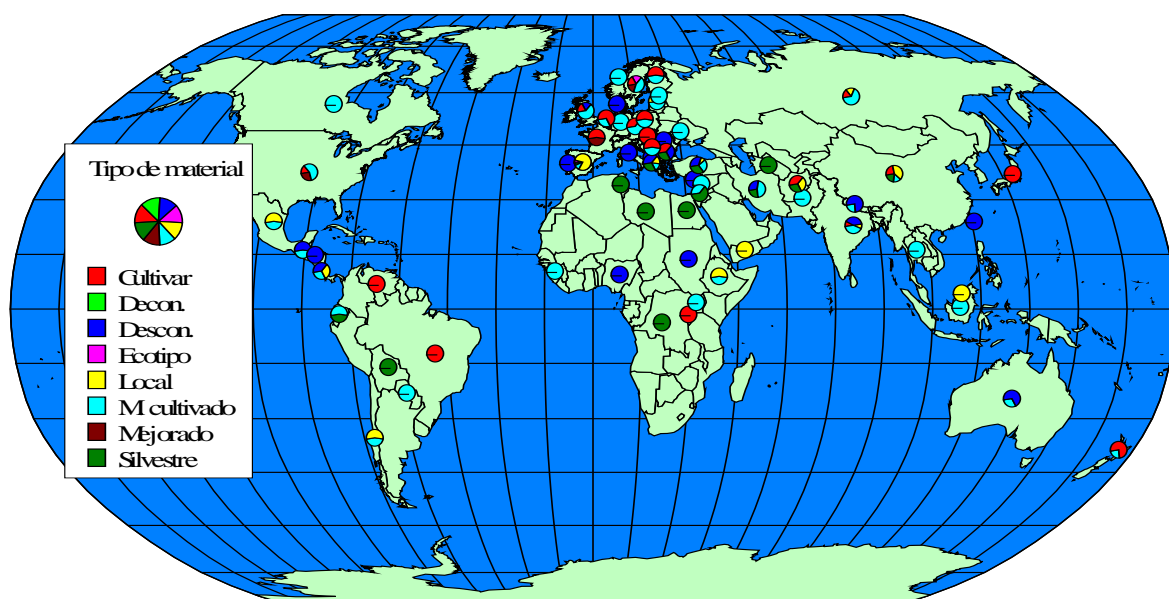 Tipo de material
Cultivar
Decon.
Descon.
Ecotipo
Local
M cultivado
Mejorado
Silvestre